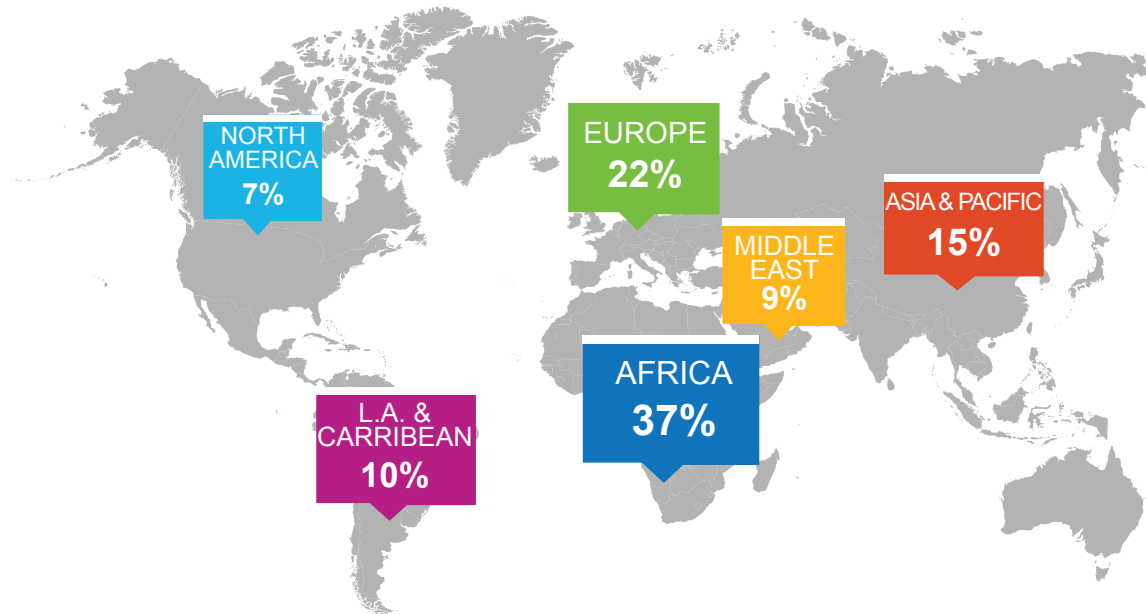 NORTH
AMERICA
7%
EUROPE
22%
ASIA & PACIFIC
15%
MIDDLE
EAST
9%
AFRICA
37%
L.A. &
CARRIBEAN
10%